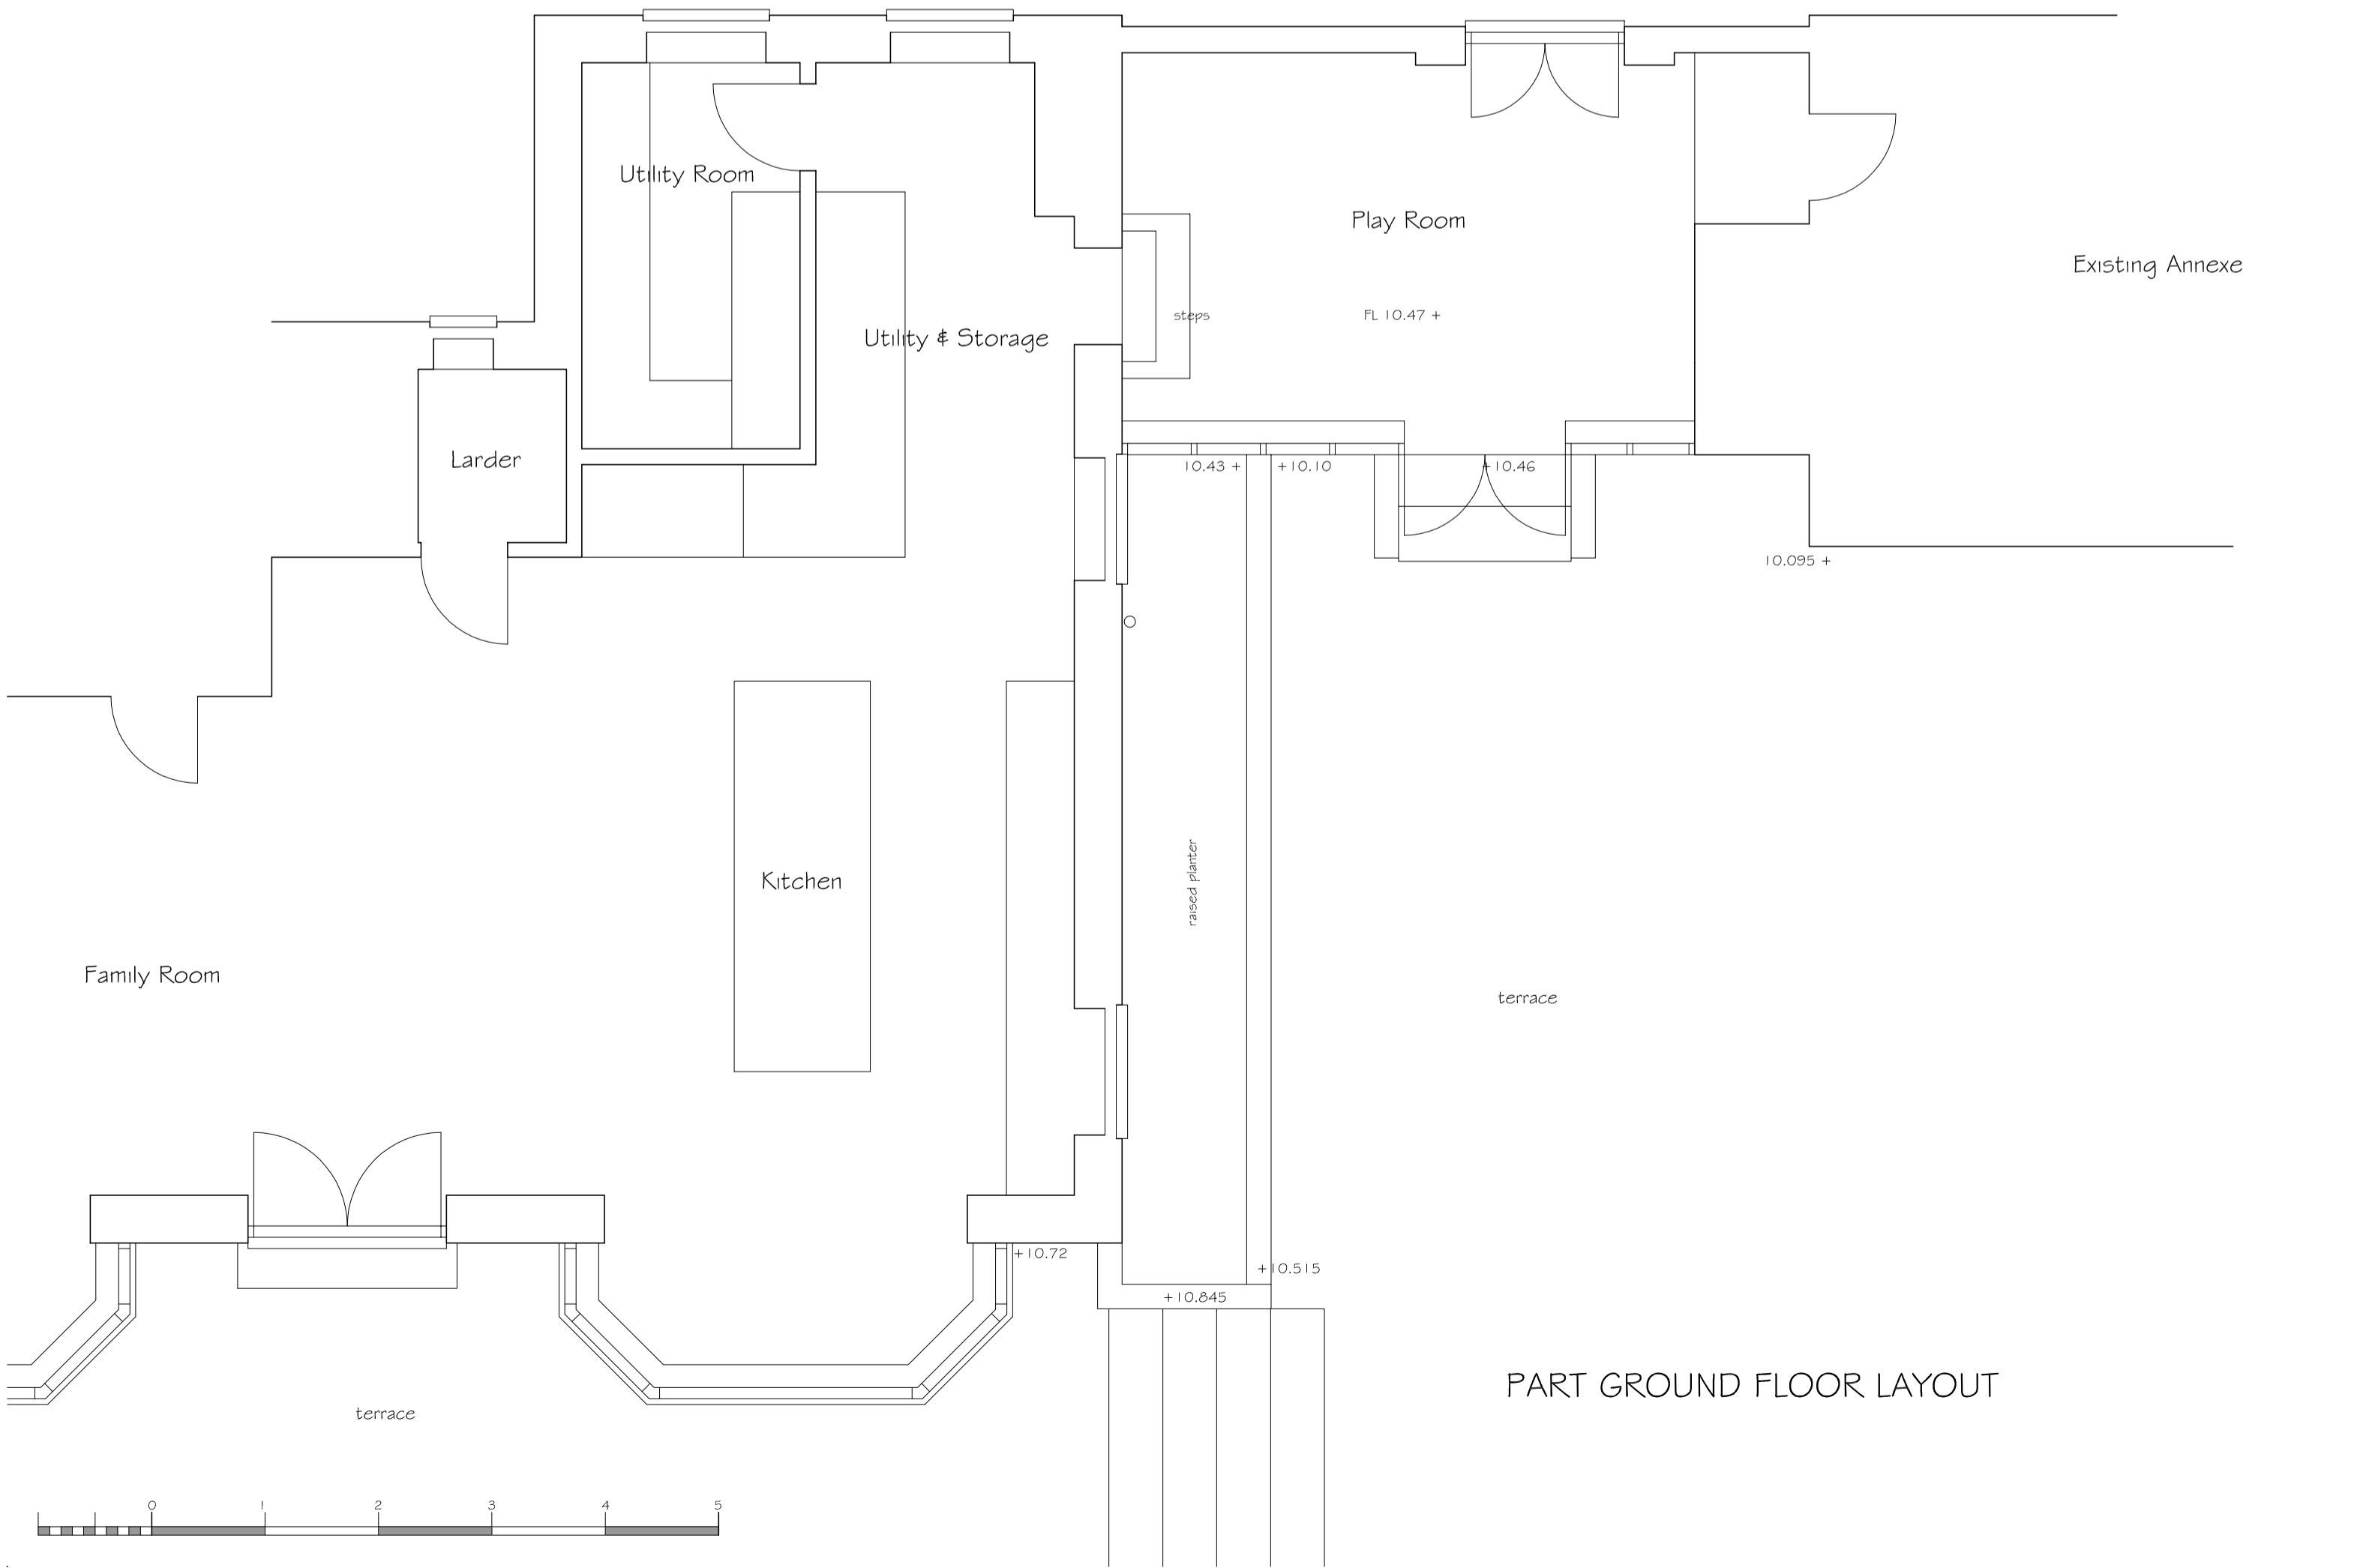 Utility Room
Play Room
Existing Annexe
steps
FL 10.47 +
Utility & Storage
Larder
10.43 +
+10.10
+10.46
10.095 +
Kitchen
raised planter
Family Room
terrace
+10.72
+10.515
+10.845
PART GROUND FLOOR LAYOUT
terrace
0 1 2 3 4 5